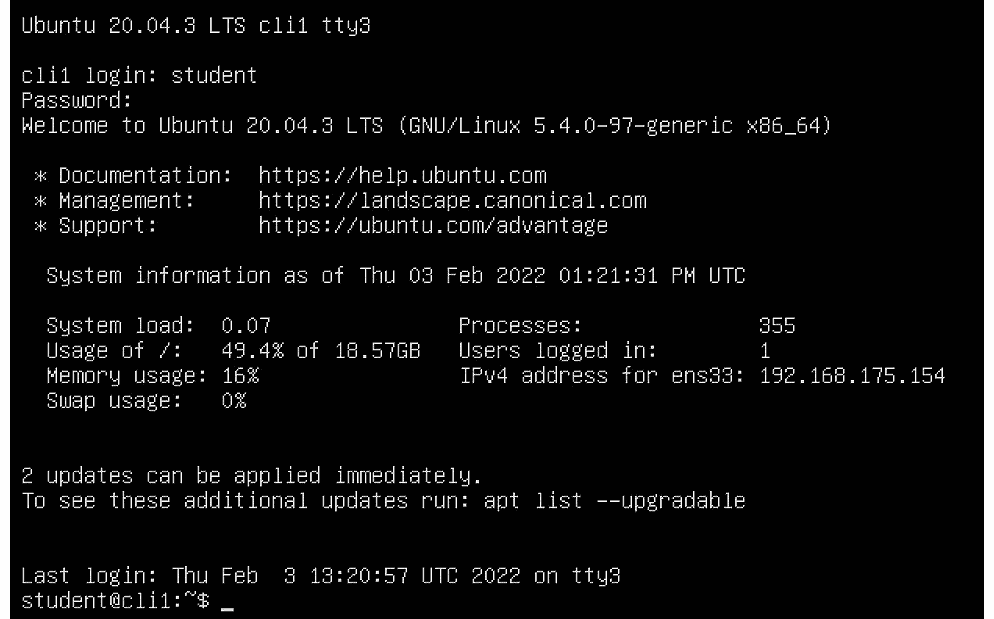 Ubuntu 20.04.3 LTS cli1 tty3
cli1 login: student
Password:
Welcome to Ubuntu 20.04.3 LTS (GNU/Linux 5.4.0-97-generic x86_64)
* Documentation:  https://help.ubuntu.com
* Management:     https://landscape.canonical.com
* Support:        https://ubuntu.com/advantage
System information as of Thu 03 Feb 2022 01:21:31 PM UTC
System load:  0.07               Processes:              355
Usage of /:   49.4% of 18.57GB   Users logged in:        1
Memory usage: 16%                IPv4 address for ens33: 192.168.175.154
Swap usage:   0%
2 updates can be applied immediately.
To see these additional updates run: apt list --upgradable
Last login: Thu Feb  3 13:20:57 UTC 2022 on tty3
student@cli1:~$ _